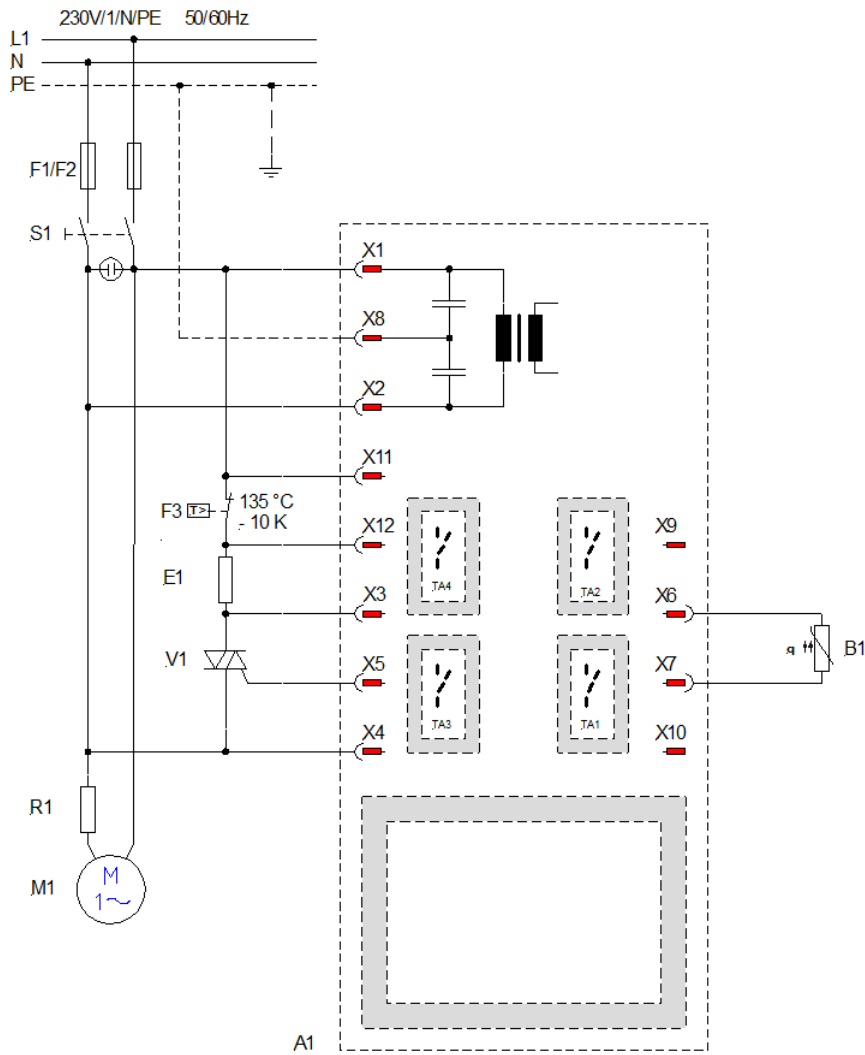 230V/1/N/PE 50/60Hz
L1
N
PE
F1/F2
S1
X1
X8
X2
X11
F3 T> 135 °C
- 10 K
X12
X9
TA4
TA2
E1
X3
X6
V1
X5
X7
B1
TA3
TA1
X4
X10
R1
M1
M
1~
A1